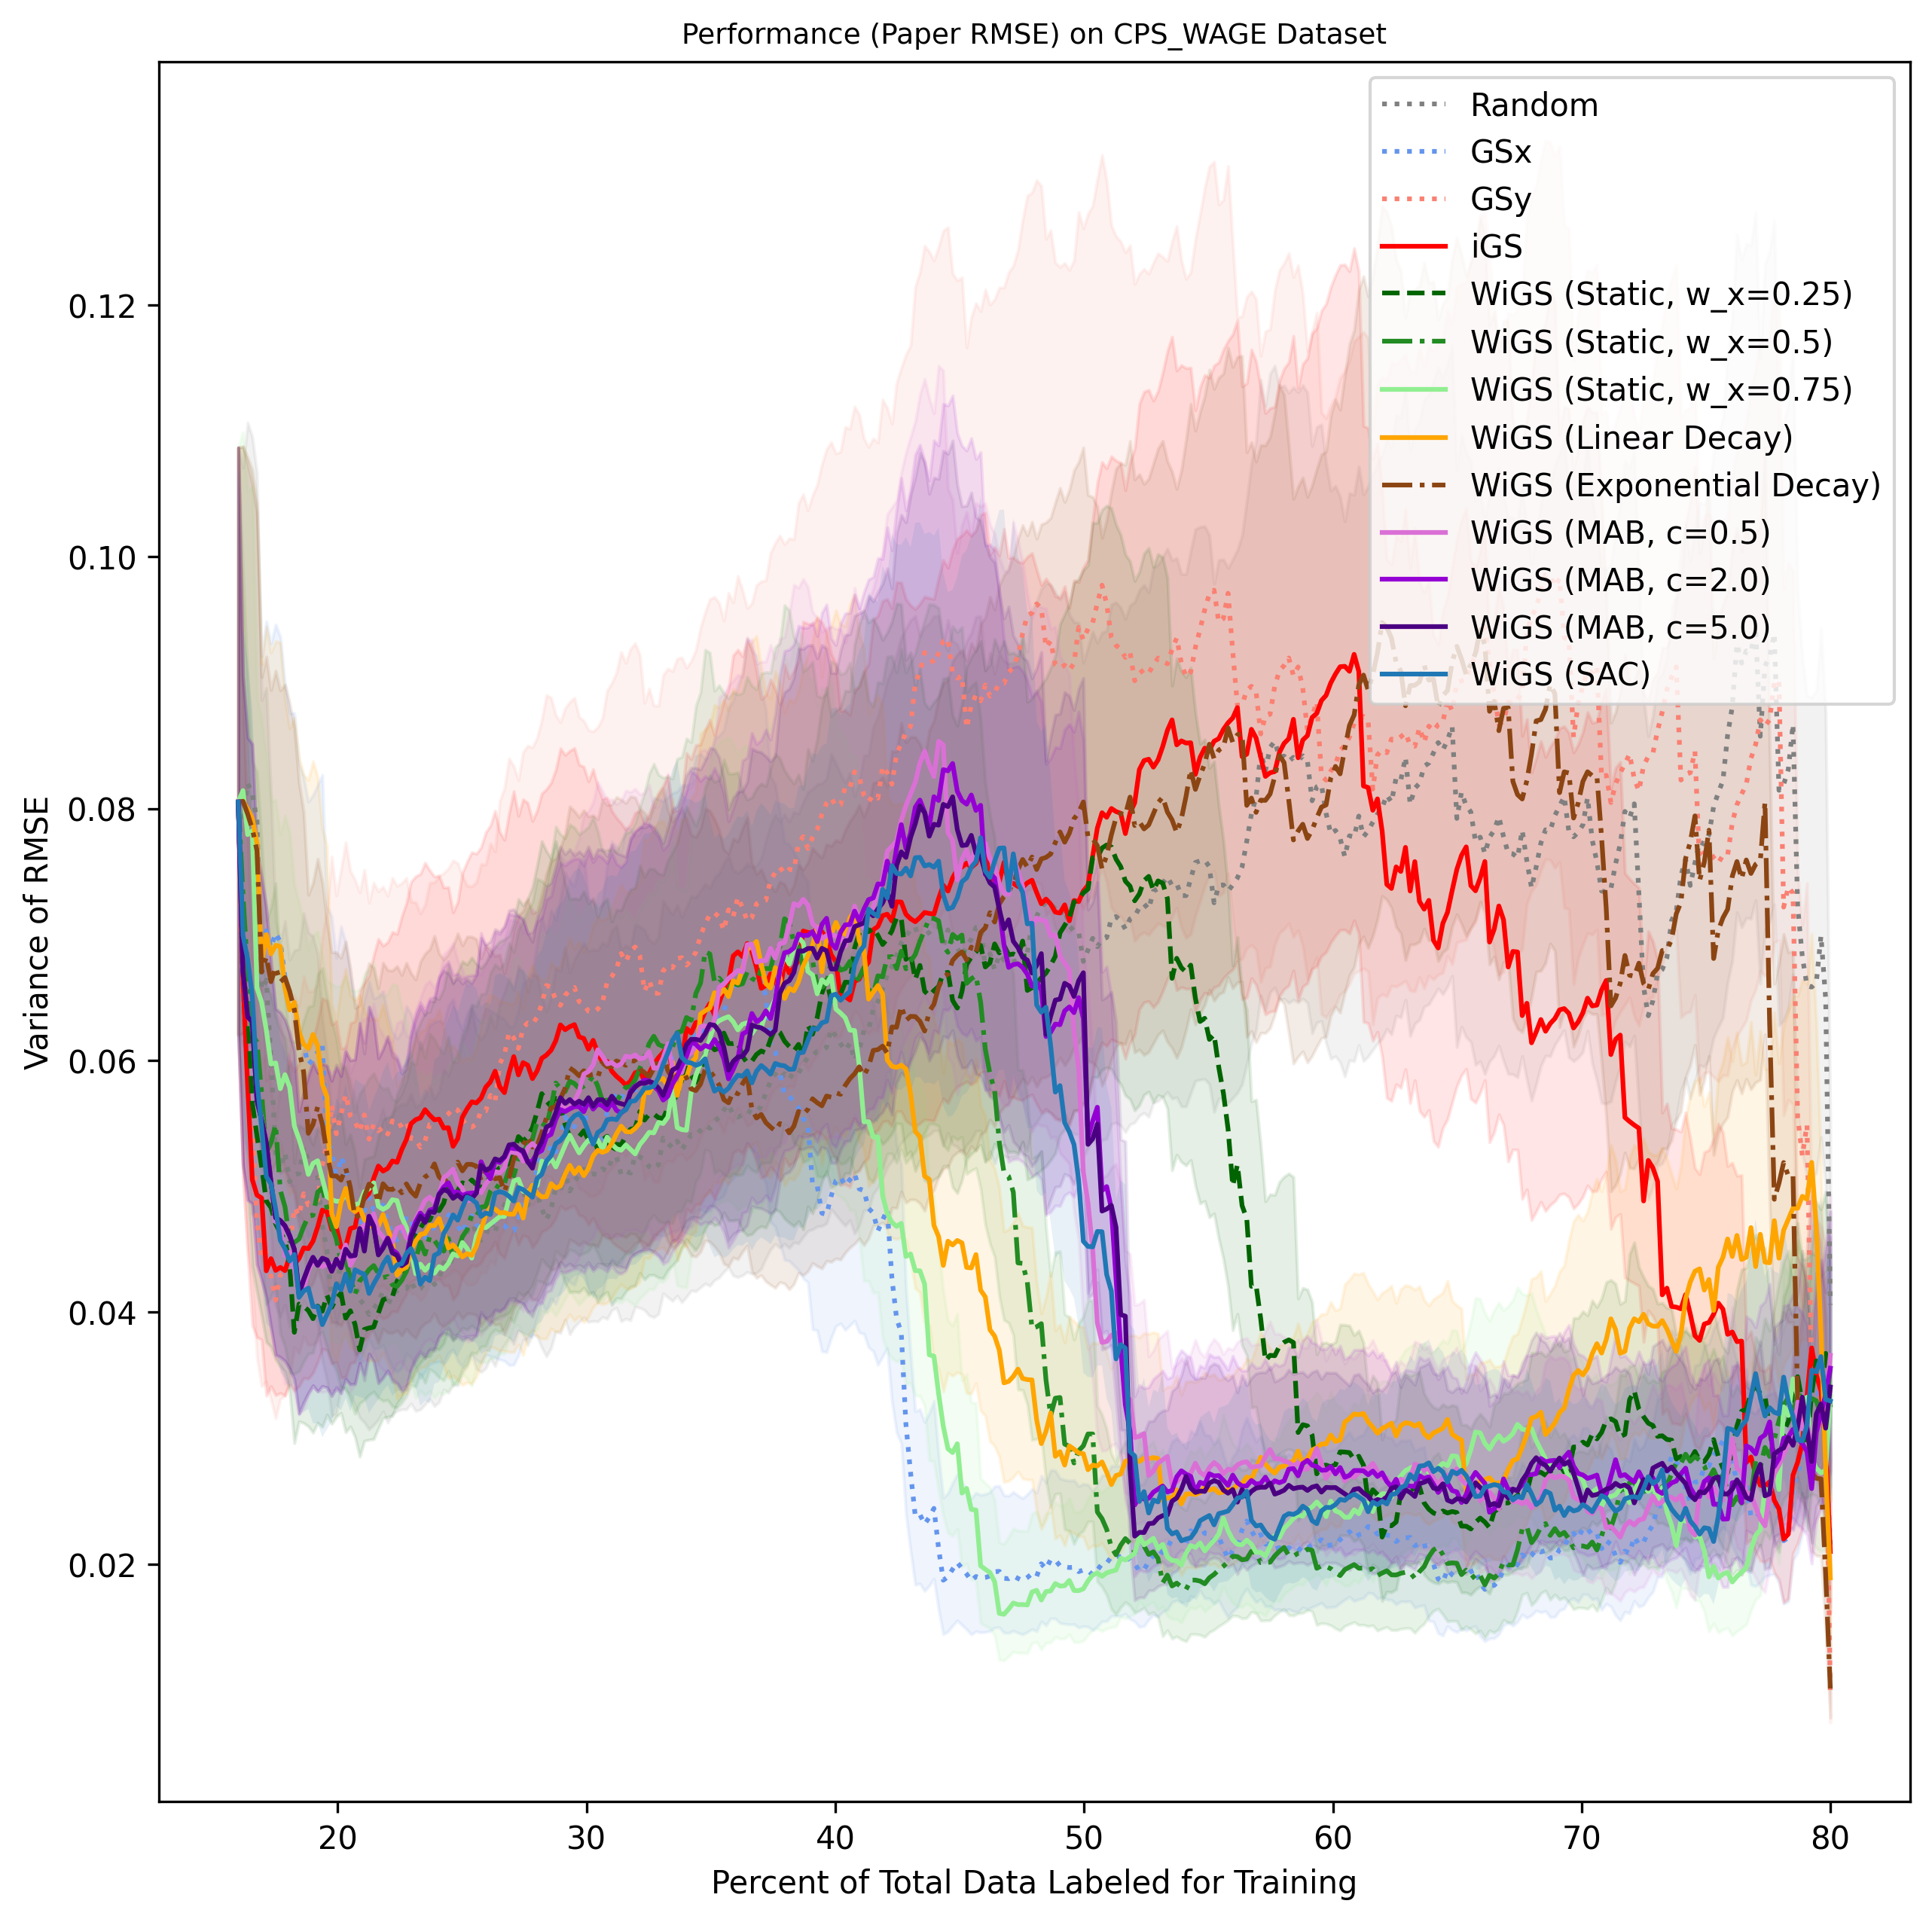 Performance (Paper RMSE) on CPS_WAGE Dataset
Random
GSx
GSy
iGS
WiGS (Static, w_x=0.25)
WiGS (Static, w_x=0.5)
WiGS (Static, w_x=0.75)
WiGS (Linear Decay)
WiGS (Exponential Decay)
WiGS (MAB, c=0.5)
WiGS (MAB, c=2.0)
WiGS (MAB, c=5.0)
WiGS (SAC)
Variance of RMSE
0.12
0.10
0.08
0.06
0.04
0.02
20 30 40 50 60 70 80
Percent of Total Data Labeled for Training